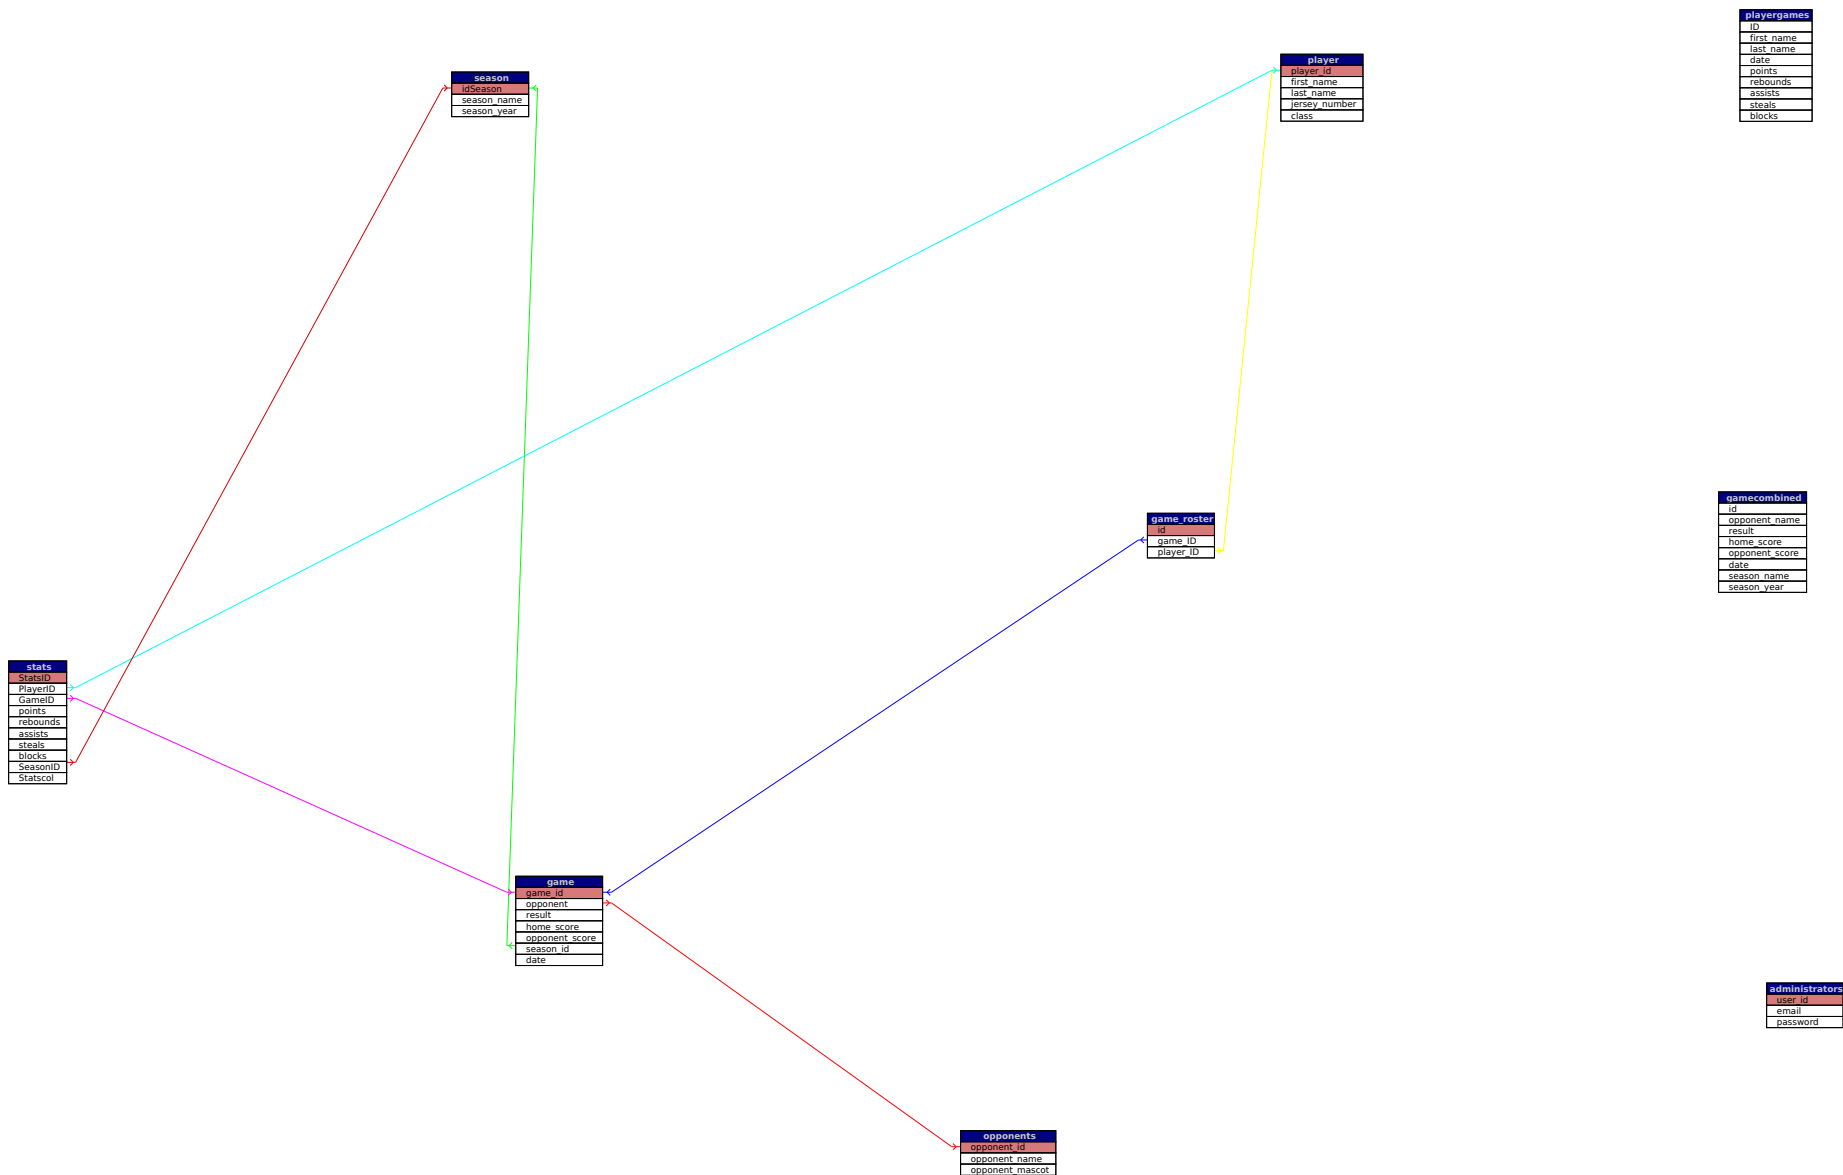 playergames
ID
first_name
last_name
date
points
rebounds
assists
steals
blocks
player
player_id
first_name
last_name
jersey_number
class
season
idSeason
season_name
season_year
gamecombined
id
opponent_name
result
home_score
opponent_score
date
season_name
season_year
game_roster
id
game_ID
player_ID
stats
StatsID
PlayerID
GameID
points
rebounds
assists
steals
blocks
SeasonID
Statscol
game
game_id
opponent
result
home_score
opponent_score
season_id
date
administrators
user_id
email
password
opponents
opponent_id
opponent_name
opponent_mascot